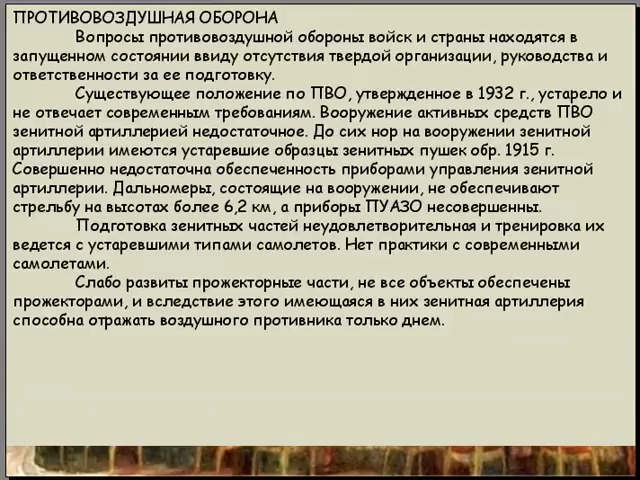 ПРОТИВОВОЗДУШНАЯ ОБОРОНА
Вопросы противовоздушной обороны войск и страны находятся в
запущенном состоянии ввиду отсутствия твердой организации, руководства и
ответственности за ее подготовку.
Существующее положение по ПВО, утвержденное в 1932 г., устарело и
не отвечает современным требованиям. Вооружение активных средств ПВО
зенитной артиллерией недостаточное. До сих нор на вооружении зенитной
артиллерии имеются устаревшие образцы зенитных пушек обр. 1915 г.
Совершенно недостаточна обеспеченность приборами управления зенитной
артиллерии. Дальномеры, состоящие на вооружении, не обеспечивают
стрельбу на высотах более 6,2 км, а приборы ПУАЗО несовершенны.
Подготовка зенитных частей неудовлетворительная и тренировка их
ведется с устаревшими типами самолетов. Нет практики с современными
самолетами.
Слабо развиты прожекторные части, не все объекты обеспечены
прожекторами, и вследствие этого имеющаяся в них зенитная артиллерия
способна отражать воздушного противника только днем.